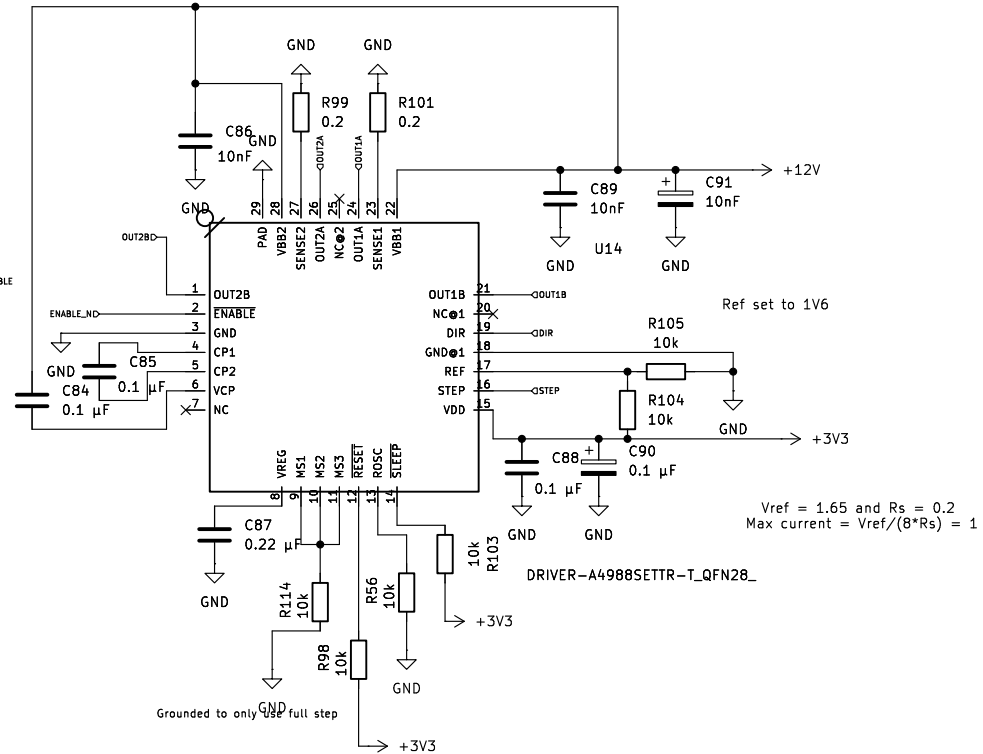 GND
GND
R99
0.2
R101
0.2
C86
10nF
GND
OUT2A
OUT1A
+12V
C89
10nF
C91
10nF
+
GND
29
28
27
26
25
24
23
22
PAD
VBB2
SENSE2
OUT2A
NC@2
OUT1A
SENSE1
VBB1
U14
GND
GND
OUT2B
BLE
1 OUT2B
2 ENABLE
3 GND
4 CP1
5 CP2
6 VCP
7 NC
ENABLE_N
GND
C85
0.1 µF
C84
0.1 µF
OUT1B 21
NC@1 20
DIR 19
GND@1 18
REF 17
STEP 16
VDD 15
OUT1B
DIR
STEP
Ref set to 1V6
R105
10k
R104
10k
GND
+3V3
C88
0.1 µF
+
C90
0.1 µF
GND
GND
VREG
MS1
MS2
MS3
RESET
ROSC
SLEEP
8
9
10
11
12
13
14
C87
0.22 µF
GND
Vref = 1.65 and Rs = 0.2
Max current = Vref/(8*Rs) = 1
DRIVER-A4988SETTR-T_QFN28_
R103
10k
+3V3
R114
10k
R56
10k
R98
10k
GND
GND
Grounded to only use full step
+3V3